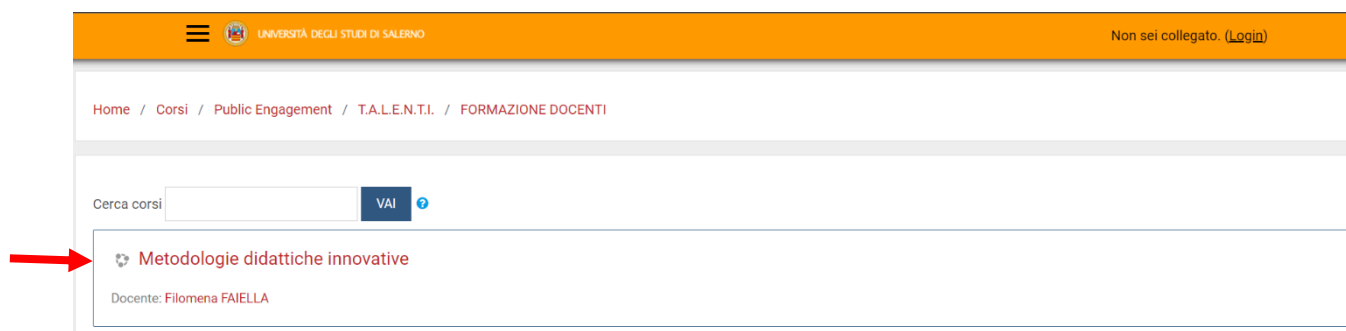 UNIVERSITÀ DEGLI STUDI DI SALERNO
Non sei collegato. (Login)
Home / Corsi / Public Engagement / T.A.L.E.N.T.I. / FORMAZIONE DOCENTI
Cerca corsi VAI ?
Metodologie didattiche innovative
Docente: Filomena FAIELLA